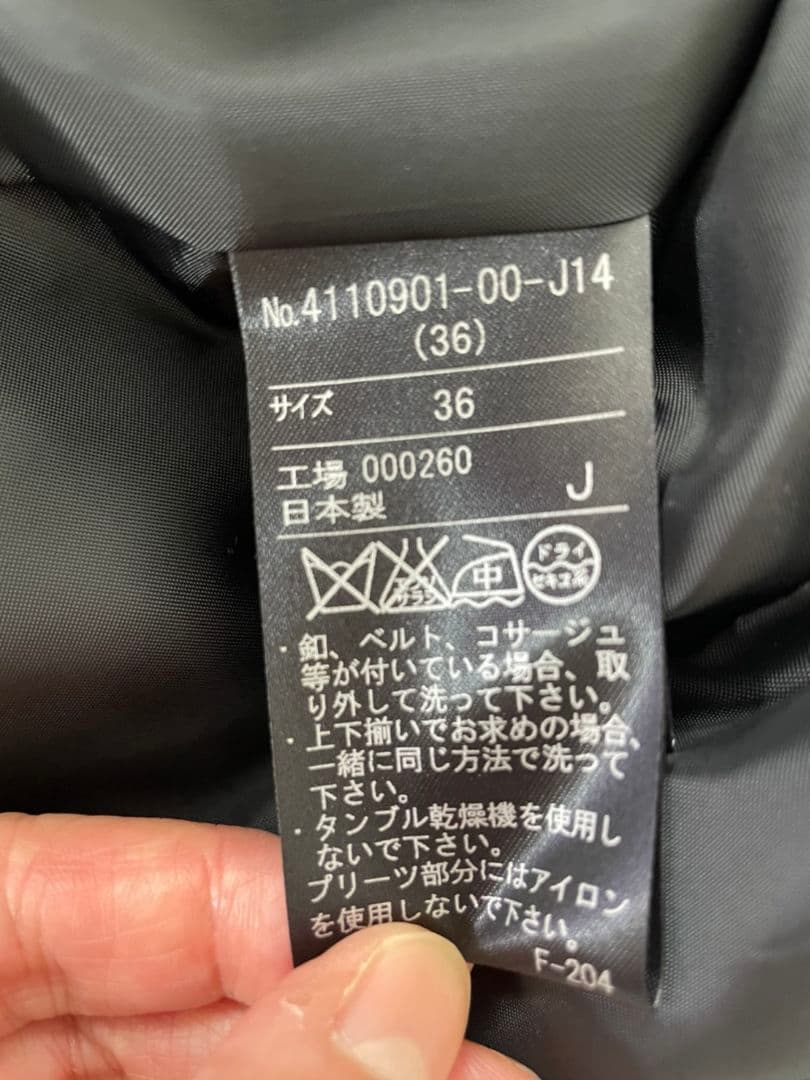 No.4110901-00-J14
(36)
サイズ 36
工場 000260
日本製 J
エンソ
サラシ
中
ドライ
セキユ系
・釦、ベルト、コサージュ
等が付いている場合、取
り外して洗って下さい。
・上下揃いでお求めの場合、
一緒に同じ方法で洗って
下さい。
・タンブル乾燥機を使用し
ないで下さい。
プリーツ部分にはアイロン
を使用しないで下さい。
F-204